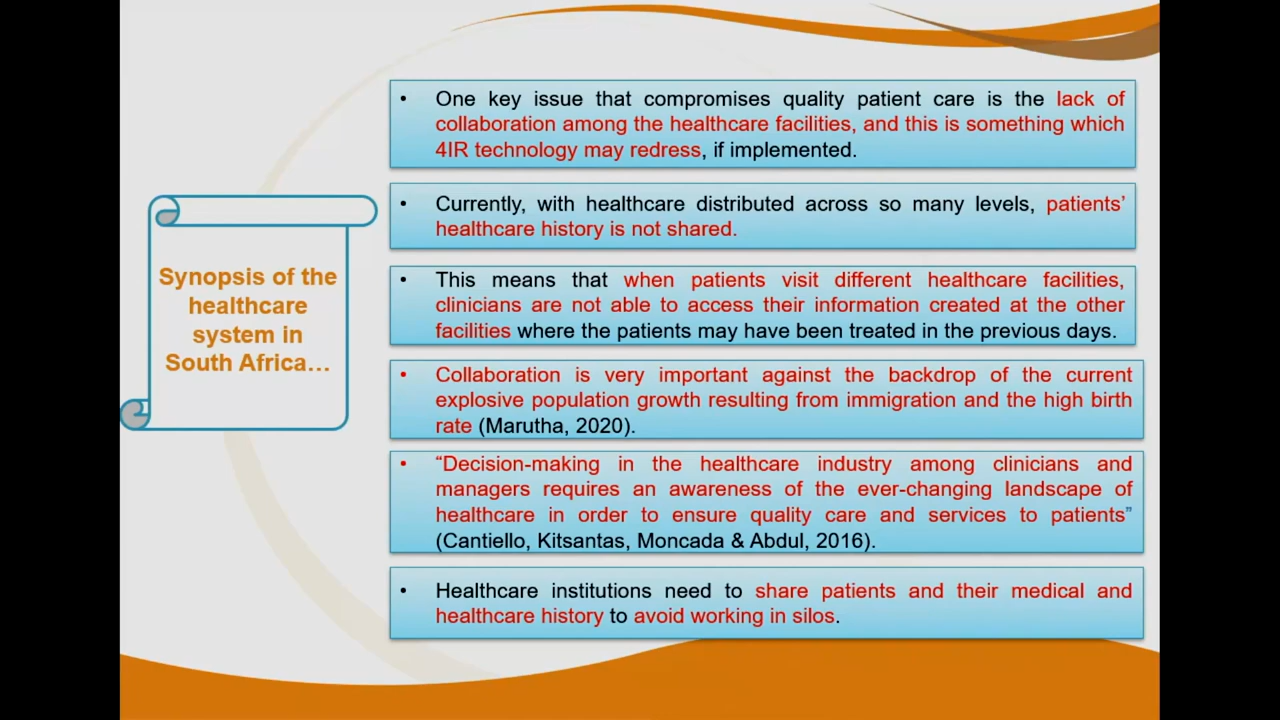 Synopsis of the
healthcare
system in
South Africa…
• One key issue that compromises quality patient care is the lack of
collaboration among the healthcare facilities, and this is something which
4IR technology may redress, if implemented.
• Currently, with healthcare distributed across so many levels, patients’
healthcare history is not shared.
• This means that when patients visit different healthcare facilities,
clinicians are not able to access their information created at the other
facilities where the patients may have been treated in the previous days.
• Collaboration is very important against the backdrop of the current
explosive population growth resulting from immigration and the high birth
rate (Marutha, 2020).
• “Decision-making in the healthcare industry among clinicians and
managers requires an awareness of the ever-changing landscape of
healthcare in order to ensure quality care and services to patients”
(Cantiello, Kitsantas, Moncada & Abdul, 2016).
• Healthcare institutions need to share patients and their medical and
healthcare history to avoid working in silos.